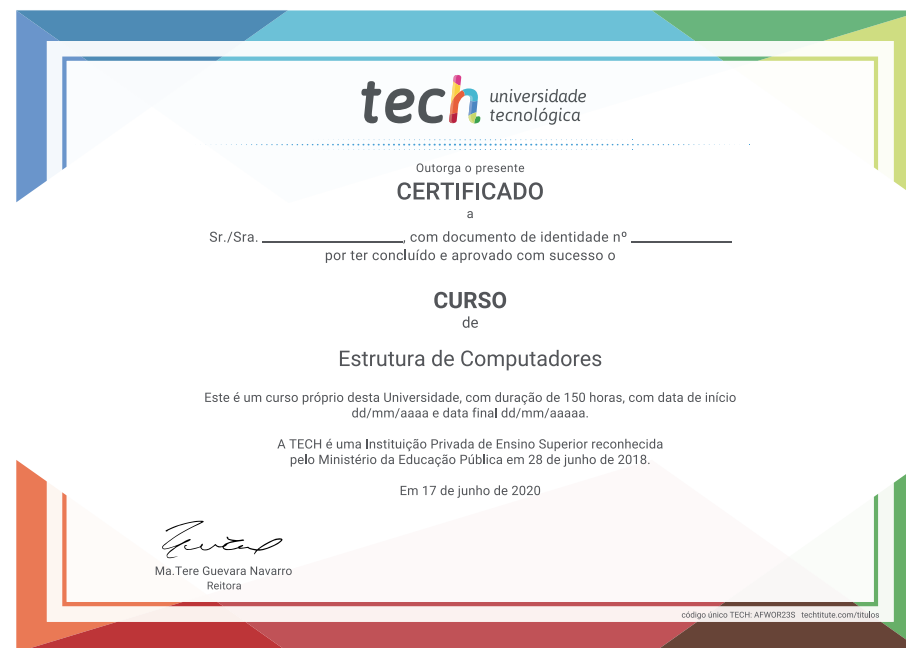 tech universidade
tecnológica
Outorga o presente
CERTIFICADO
a
Sr./Sra. ____________, com documento de identidade nº ____________
por ter concluído e aprovado com sucesso o
CURSO
de
Estrutura de Computadores
Este é um curso próprio desta Universidade, com duração de 150 horas, com data de início
dd/mm/aaaa e data final dd/mm/aaaaa.
A TECH é uma Instituição Privada de Ensino Superior reconhecida
pelo Ministério da Educação Pública em 28 de junho de 2018.
Em 17 de junho de 2020
Ma.Tere Guevara Navarro
Reitora
código único TECH: AFWOR23S techtitute.com/titulos